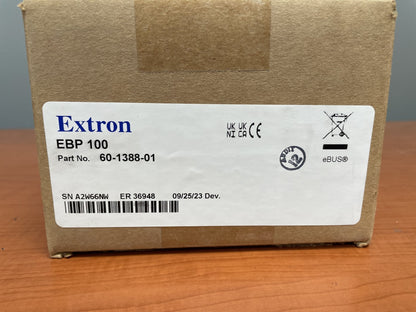 Extron
EBP 100
Part No. 60-1388-01
UK UK CE
NI CA
12
eBUS®
SN A2W66NW ER 36948 09/25/23 Dev.